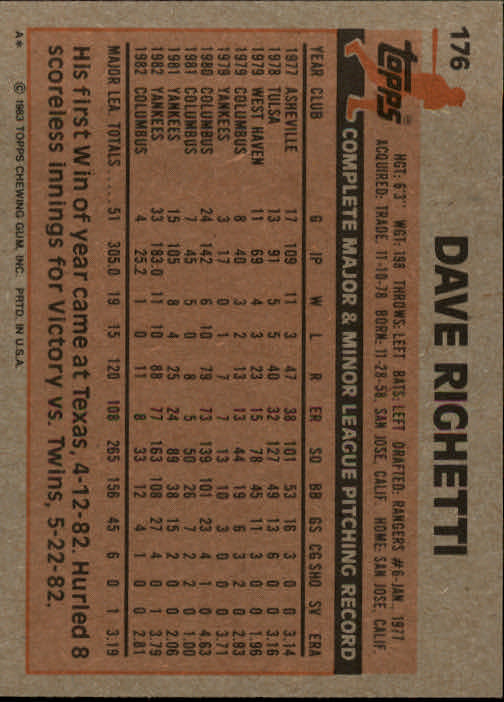 176
topps
DAVE RIGHETTI
HGT: 6'3" WGT: 198 THROWS: LEFT BATS: LEFT DRAFTED: RANGERS #6-JAN., 1977
ACQUIRED: TRADE, 11-10-78 BORN: 11-28-58, SAN JOSE, CALIF. HOME: SAN JOSE, CALIF.
COMPLETE MAJOR & MINOR LEAGUE PITCHING RECORD
YEAR CLUB G IP W L R ER SO BB GS CG SHO SV ERA
1977 ASHEVILLE 17 109 11 3 47 38 101 53 16 3 0 0 3.14
1978 TULSA 13 91 5 5 40 32 127 49 13 6 0 0 3.16
1979 WEST HAVEN 11 69 4 3 23 15 78 45 11 3 0 0 1.96
1979 COLUMBUS 8 40 3 2 13 13 44 19 6 3 2 0 2.93
1979 YANKEES 3 17 0 1 7 7 13 10 3 0 0 0 3.71
1980 COLUMBUS 24 142 6 10 79 73 139 101 23 4 1 0 4.63
1981 COLUMBUS 7 45 5 0 8 5 50 26 7 2 2 0 1.00
1981 YANKEES 15 105 8 4 25 24 89 38 15 2 0 0 2.06
1982 YANKEES 33 183.0 11 10 88 77 163 108 27 4 0 1 3.79
1982 COLUMBUS 4 25.2 1 0 11 8 33 12 4 1 0 0 2.81
MAJOR LEA. TOTALS ..... 51 305.0 19 15 120 108 265 156 45 6 0 1 3.19
His first Win of year came at Texas, 4-12-82. Hurled 8
scoreless innings for Victory vs. Twins, 5-22-82.
A* © 1983 TOPPS CHEWING GUM, INC. PRTD. IN U.S.A.